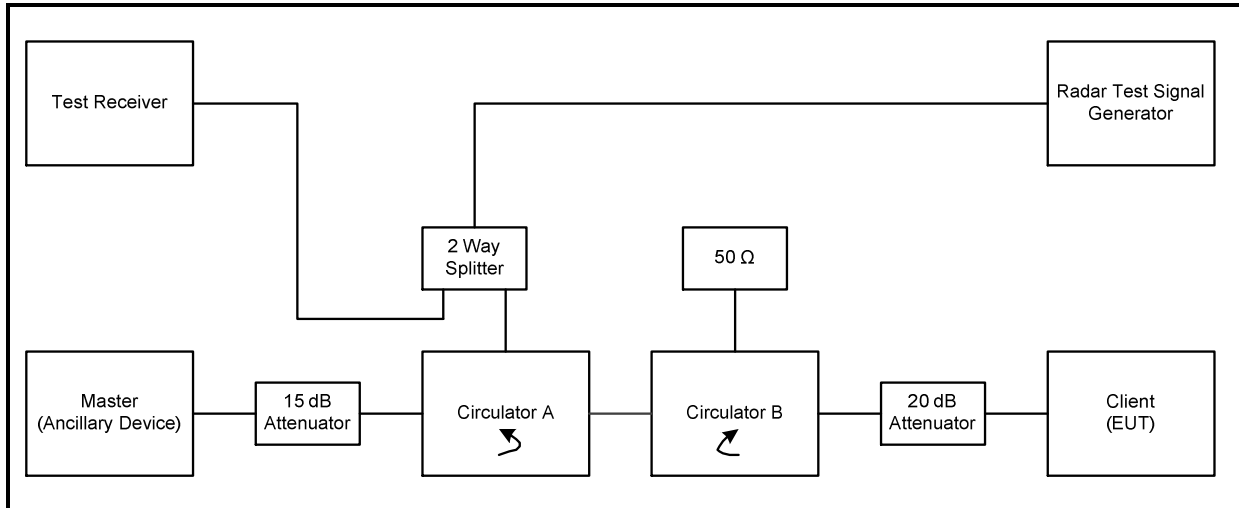 Test Receiver
Radar Test Signal
Generator
2 Way
Splitter
50 Ω
Master
(Ancillary Device)
15 dB
Attenuator
Circulator A
Circulator B
20 dB
Attenuator
Client
(EUT)